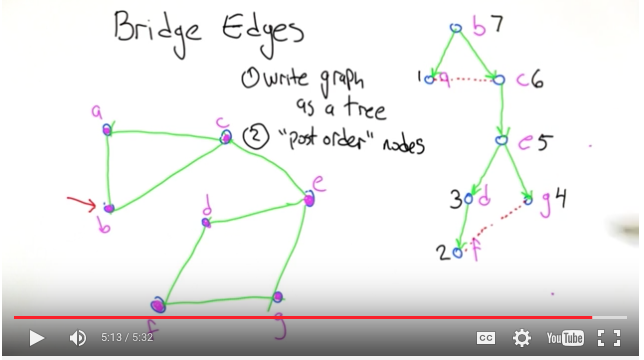 Bridge Edges
① write graph
as a tree
② "post order" nodes
a
c
b
d
e
f
g
b 7
1 a
c 6
e 5
3 d
g 4
2 f
5:13 / 5:32
CC
YouTube